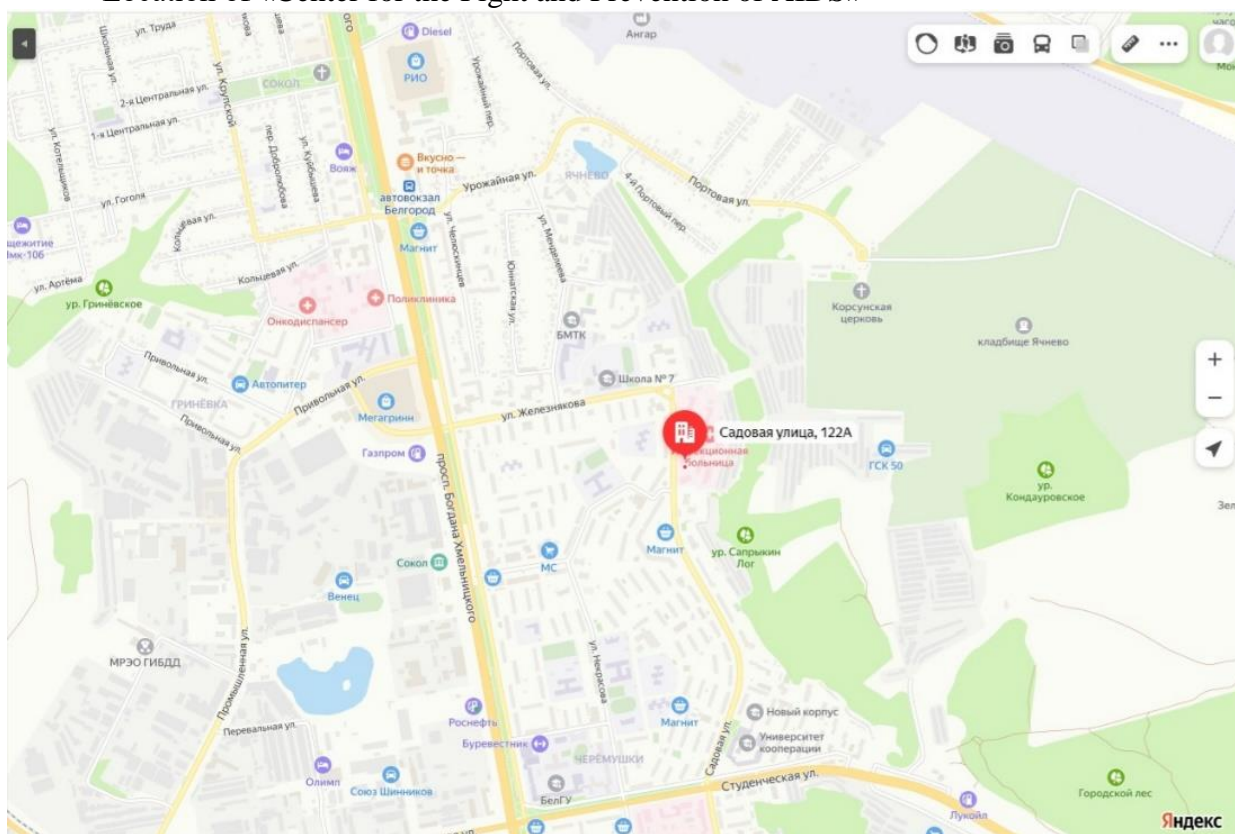 Location of «Center for the Fight and Prevention of AIDS»
ул. Труда
Школьная ул.
2-я Центральная ул.
1-я Центральная ул.
ул. Котельщиков
ул. Крупской
СОКОЛ
пер. Добролюбова
ул. Куйбышева
Diesel
РИО
Вояж
Вкусно —
и точка
автовокзал
Белгород
Магнит
Урожайный пер.
Портовая ул.
Ангар
Урожайная ул.
ЯЧНЕВО
4-й Портовый пер.
Портовая ул.
ул. Гоголя
Кольцевая ул.
ул. Артёма
ур. Гринёвское
Кольцевая ул.
Онкодиспансер
Поликлиника
ул. Челюскинцев
Юннатская ул.
ул. Менделеева
БМТК
Школа № 7
Корсунская
церковь
кладбище Ячнево
Привольная ул.
Автопитер
ГРИНЁВКА
Привольная ул.
Привольная ул.
Мегагринн
ул. Железнякова
Газпром
просп. Богдана Хмельницкого
Садовая улица, 122А
больница
ГСК 50
ур.
Кондауровское
Магнит
ур. Сапрыкин
Лог
Сокол
МС
Венец
МРЭО ГИБДД
Промышленная ул.
Перевальная ул.
ул. Некрасова
Роснефть
Буревестник
ЧЕРЁМУШКИ
Магнит
Новый корпус
Университет
кооперации
Садовая ул.
Студенческая ул.
Олимп
Союз Шинников
БелГУ
Лукойл
Городской лес
Яндекс